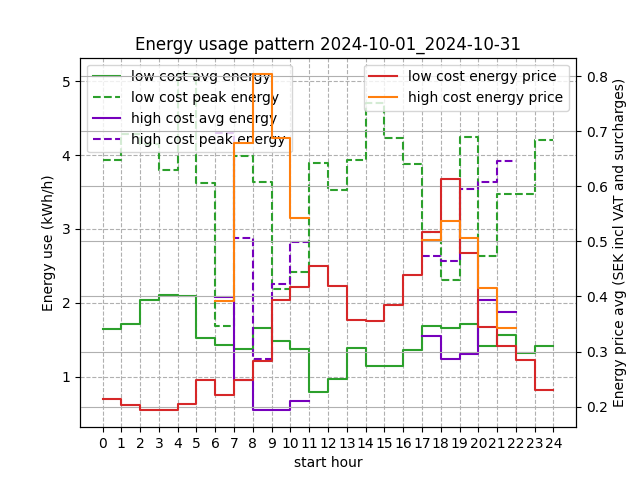 Energy usage pattern 2024-10-01_2024-10-31
low cost avg energy
low cost peak energy
high cost avg energy
high cost peak energy
low cost energy price
high cost energy price
Energy use (kWh/h)
5
4
3
2
1
Energy price avg (SEK incl VAT and surcharges)
0.8
0.7
0.6
0.5
0.4
0.3
0.2
0 1 2 3 4 5 6 7 8 9 10 11 12 13 14 15 16 17 18 19 20 21 22 23 24
start hour